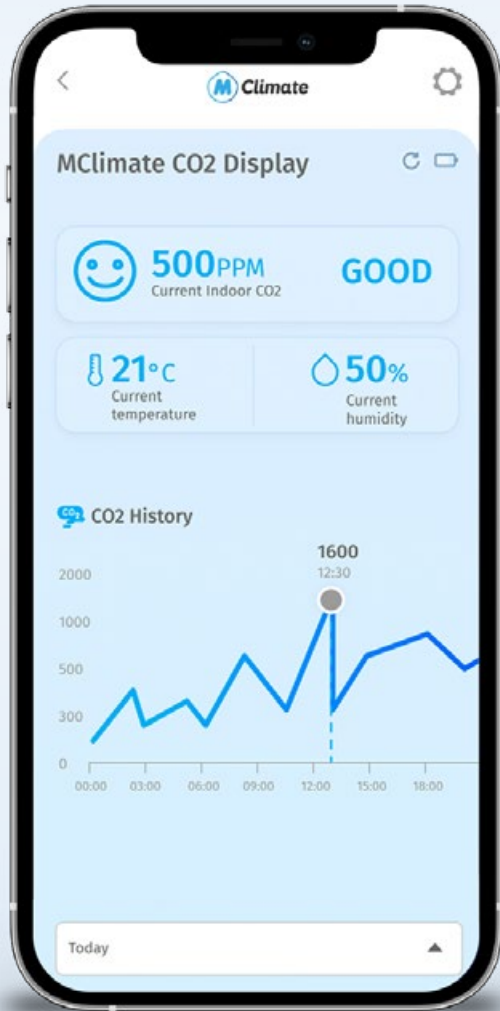 M Climate
MClimate CO2 Display
500PPM
Current Indoor CO2
GOOD
21°C
Current
temperature
50%
Current
humidity
CO₂
CO2 History
1600
12:30
2000
1000
500
300
0
00:00 03:00 06:00 09:00 12:00 15:00 18:00
Today